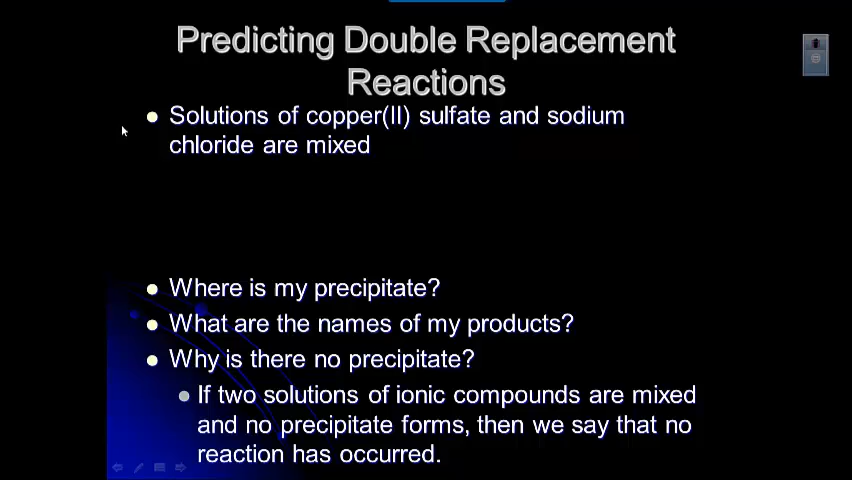 Predicting Double Replacement
Reactions
Solutions of copper(II) sulfate and sodium
chloride are mixed
Where is my precipitate?
What are the names of my products?
Why is there no precipitate?
If two solutions of ionic compounds are mixed
and no precipitate forms, then we say that no
reaction has occurred.